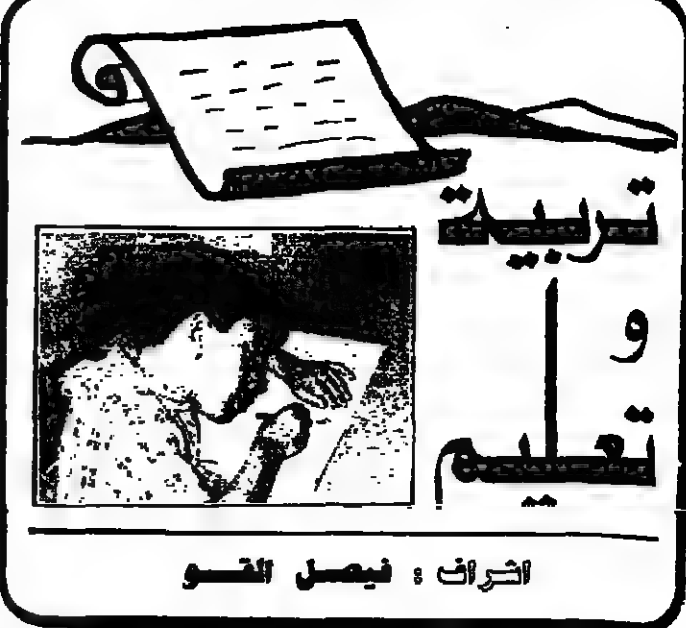 تربية
و
تعليم
اشراف : فيصل القو